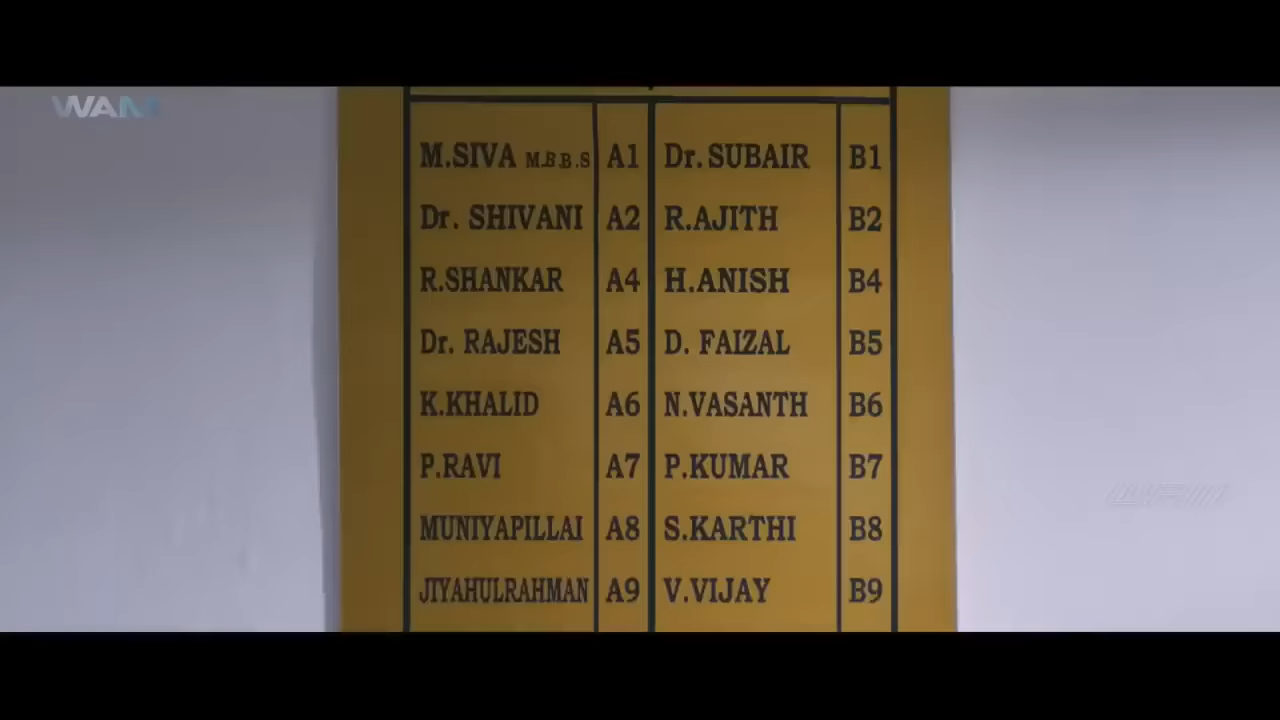 WAM
M.SIVA M.B.B.S A1 Dr. SUBAIR B1
Dr. SHIVANI A2 R.AJITH B2
R.SHANKAR A4 H.ANISH B4
Dr. RAJESH A5 D. FAIZAL B5
K.KHALID A6 N.VASANTH B6
P.RAVI A7 P.KUMAR B7
MUNIYAPILLAI A8 S.KARTHI B8
JIYAHULRAHMAN A9 V.VIJAY B9